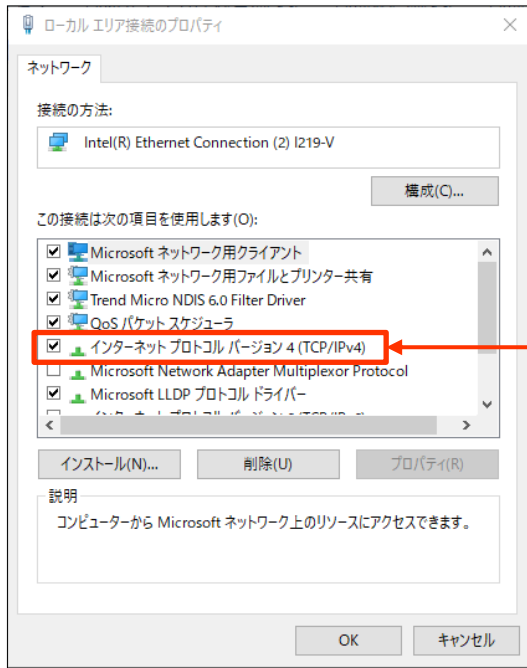 ローカル エリア接続のプロパティ
ネットワーク
接続の方法:
Intel(R) Ethernet Connection (2) I219-V
構成(C)...
この接続は次の項目を使用します(O):
Microsoft ネットワーク用クライアント
Microsoft ネットワーク用ファイルとプリンター共有
Trend Micro NDIS 6.0 Filter Driver
QoS パケット スケジューラ
インターネット プロトコル バージョン 4 (TCP/IPv4)
Microsoft Network Adapter Multiplexor Protocol
Microsoft LLDP プロトコル ドライバー
インストール(N)...
削除(U)
プロパティ(R)
説明
コンピューターから Microsoft ネットワーク上のリソースにアクセスできます。
OK
キャンセル